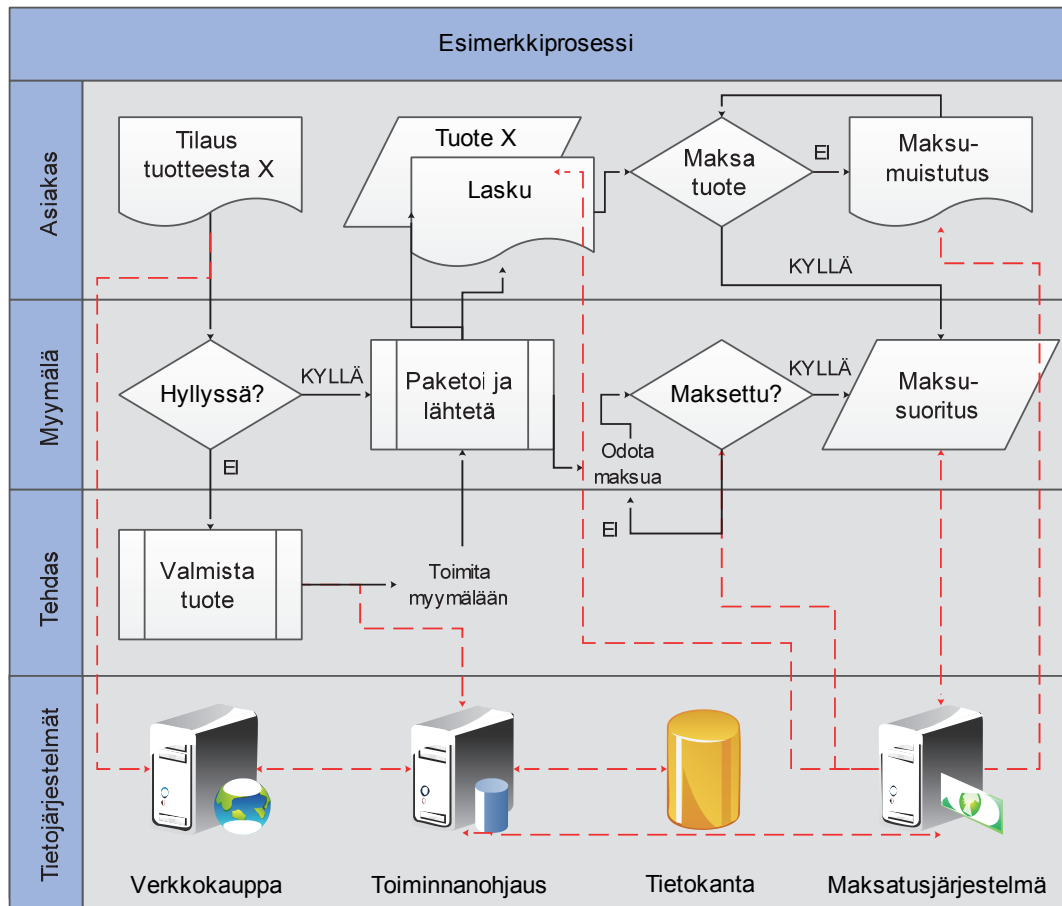 Esimerkkiprosessi
Asiakas
Tilaus
tuotteesta X
Tuote X
Lasku
Maksa
tuote
EI
Maksu-
muistutus
KYLLÄ
Myymälä
Hyllyssä?
KYLLÄ
Paketoi ja
lähtetä
Odota
maksua
Maksettu?
KYLLÄ
Maksu-
suoritus
EI
EI
Tehdas
Valmista
tuote
Toimita
myymälään
Tietojärjestelmät
Verkkokauppa
Toiminnanohjaus
Tietokanta
Maksatusjärjestelmä